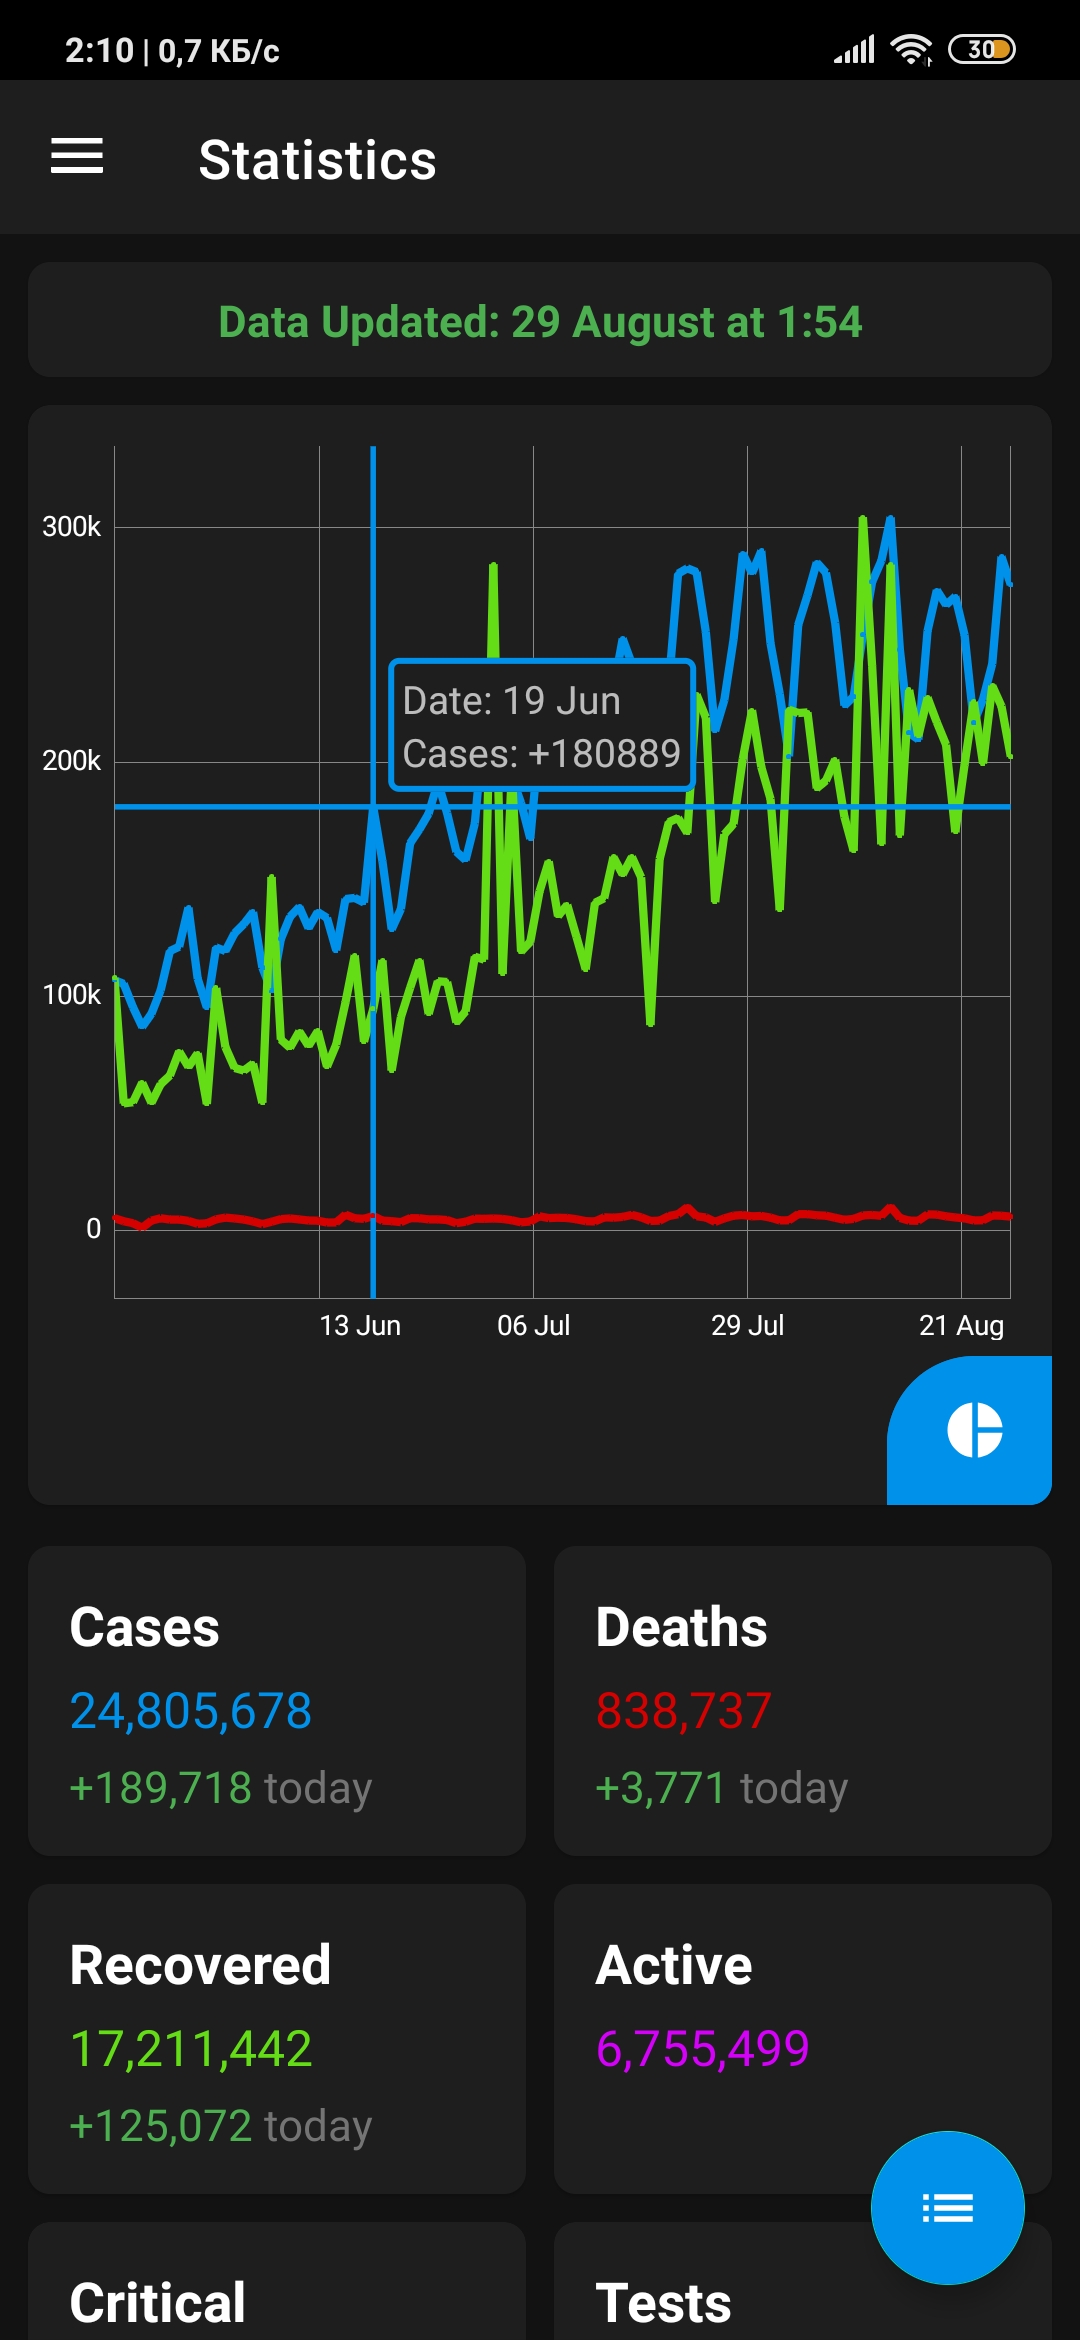 2:10 | 0,7 КБ/с
30
Statistics
Data Updated: 29 August at 1:54
300k
200k
100k
0
Date: 19 Jun
Cases: +180889
13 Jun
06 Jul
29 Jul
21 Aug
Cases
24,805,678
+189,718 today
Deaths
838,737
+3,771 today
Recovered
17,211,442
+125,072 today
Active
6,755,499
Critical
Tests